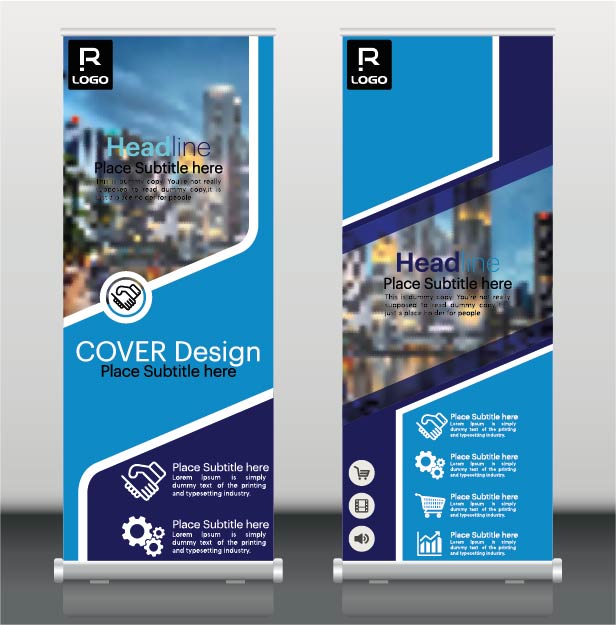 R
LOGO
Headline
Place Subtitle here
This is dummy copy. You're not really
supposed to read dummy copy,it is
just a place holder for people
COVER Design
Place Subtitle here
Place Subtitle here
Lorem Ipsum is simply
dummy text of the printing
and typesetting industry.
Place Subtitle here
Lorem Ipsum is simply
dummy text of the printing
and typesetting industry.
R
LOGO
Headline
Place Subtitle here
This is dummy copy. You're not really
supposed to read dummy copy,it is
just a place holder for people
Place Subtitle here
Lorem Ipsum is simply
dummy text of the printing
and typesetting industry.
Place Subtitle here
Lorem Ipsum is simply
dummy text of the printing
and typesetting industry.
Place Subtitle here
Lorem Ipsum is simply
dummy text of the printing
and typesetting industry.
Place Subtitle here
Lorem Ipsum is simply
dummy text of the printing
and typesetting industry.